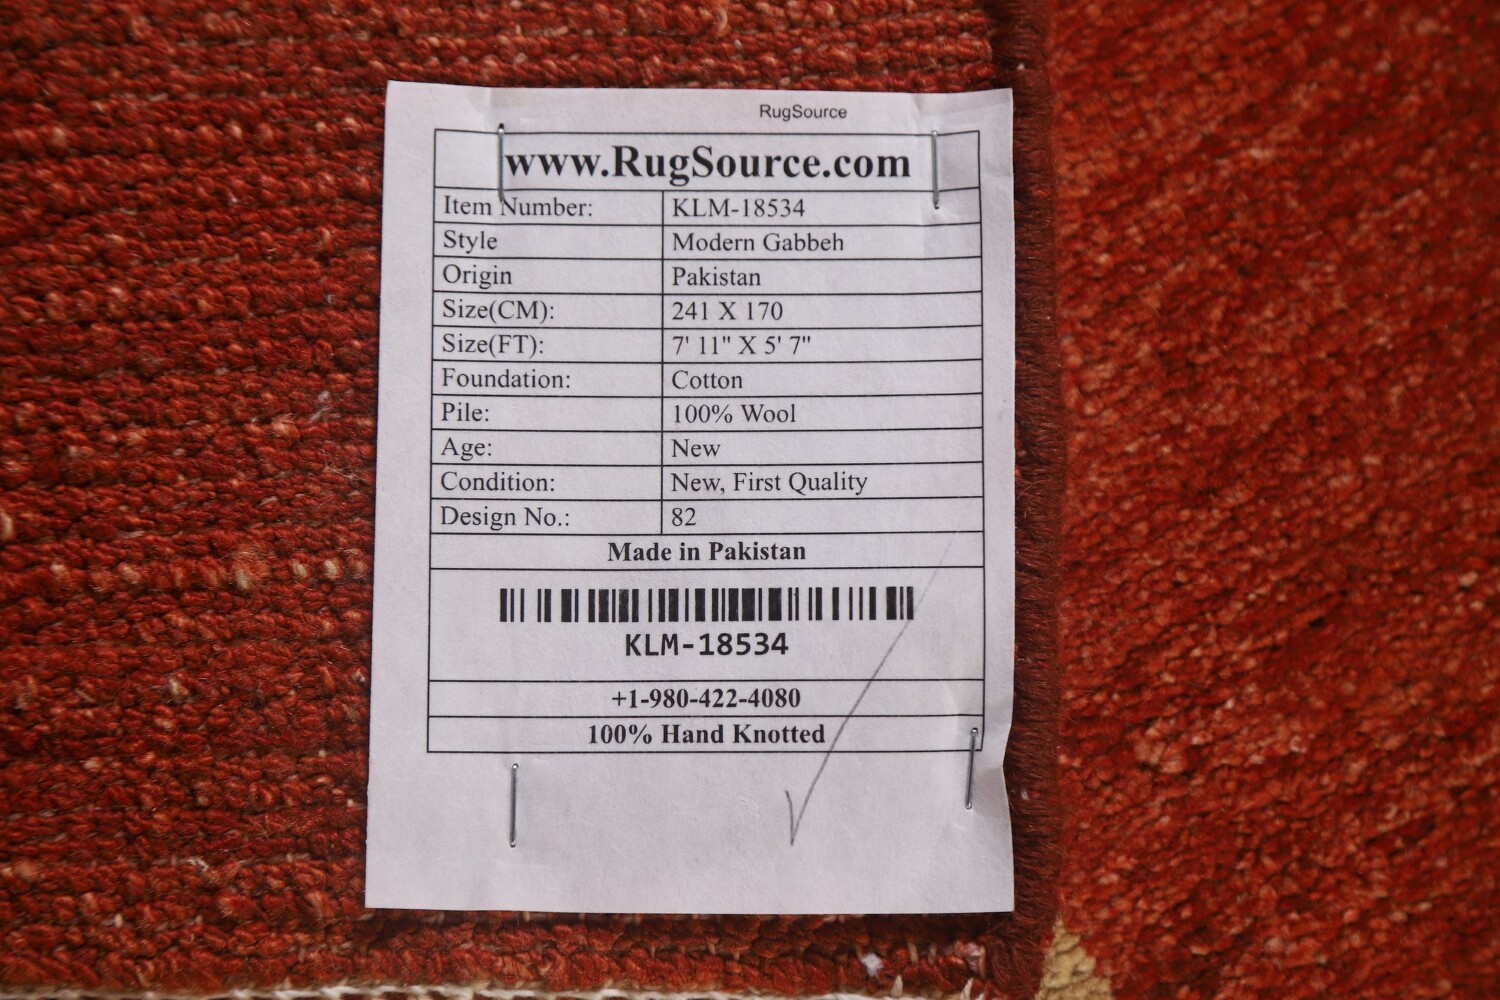 RugSource
www.RugSource.com
Item Number: KLM-18534
Style Modern Gabbeh
Origin Pakistan
Size(CM): 241 X 170
Size(FT): 7' 11" X 5' 7"
Foundation: Cotton
Pile: 100% Wool
Age: New
Condition: New, First Quality
Design No.: 82
Made in Pakistan
KLM-18534
+1-980-422-4080
100% Hand Knotted